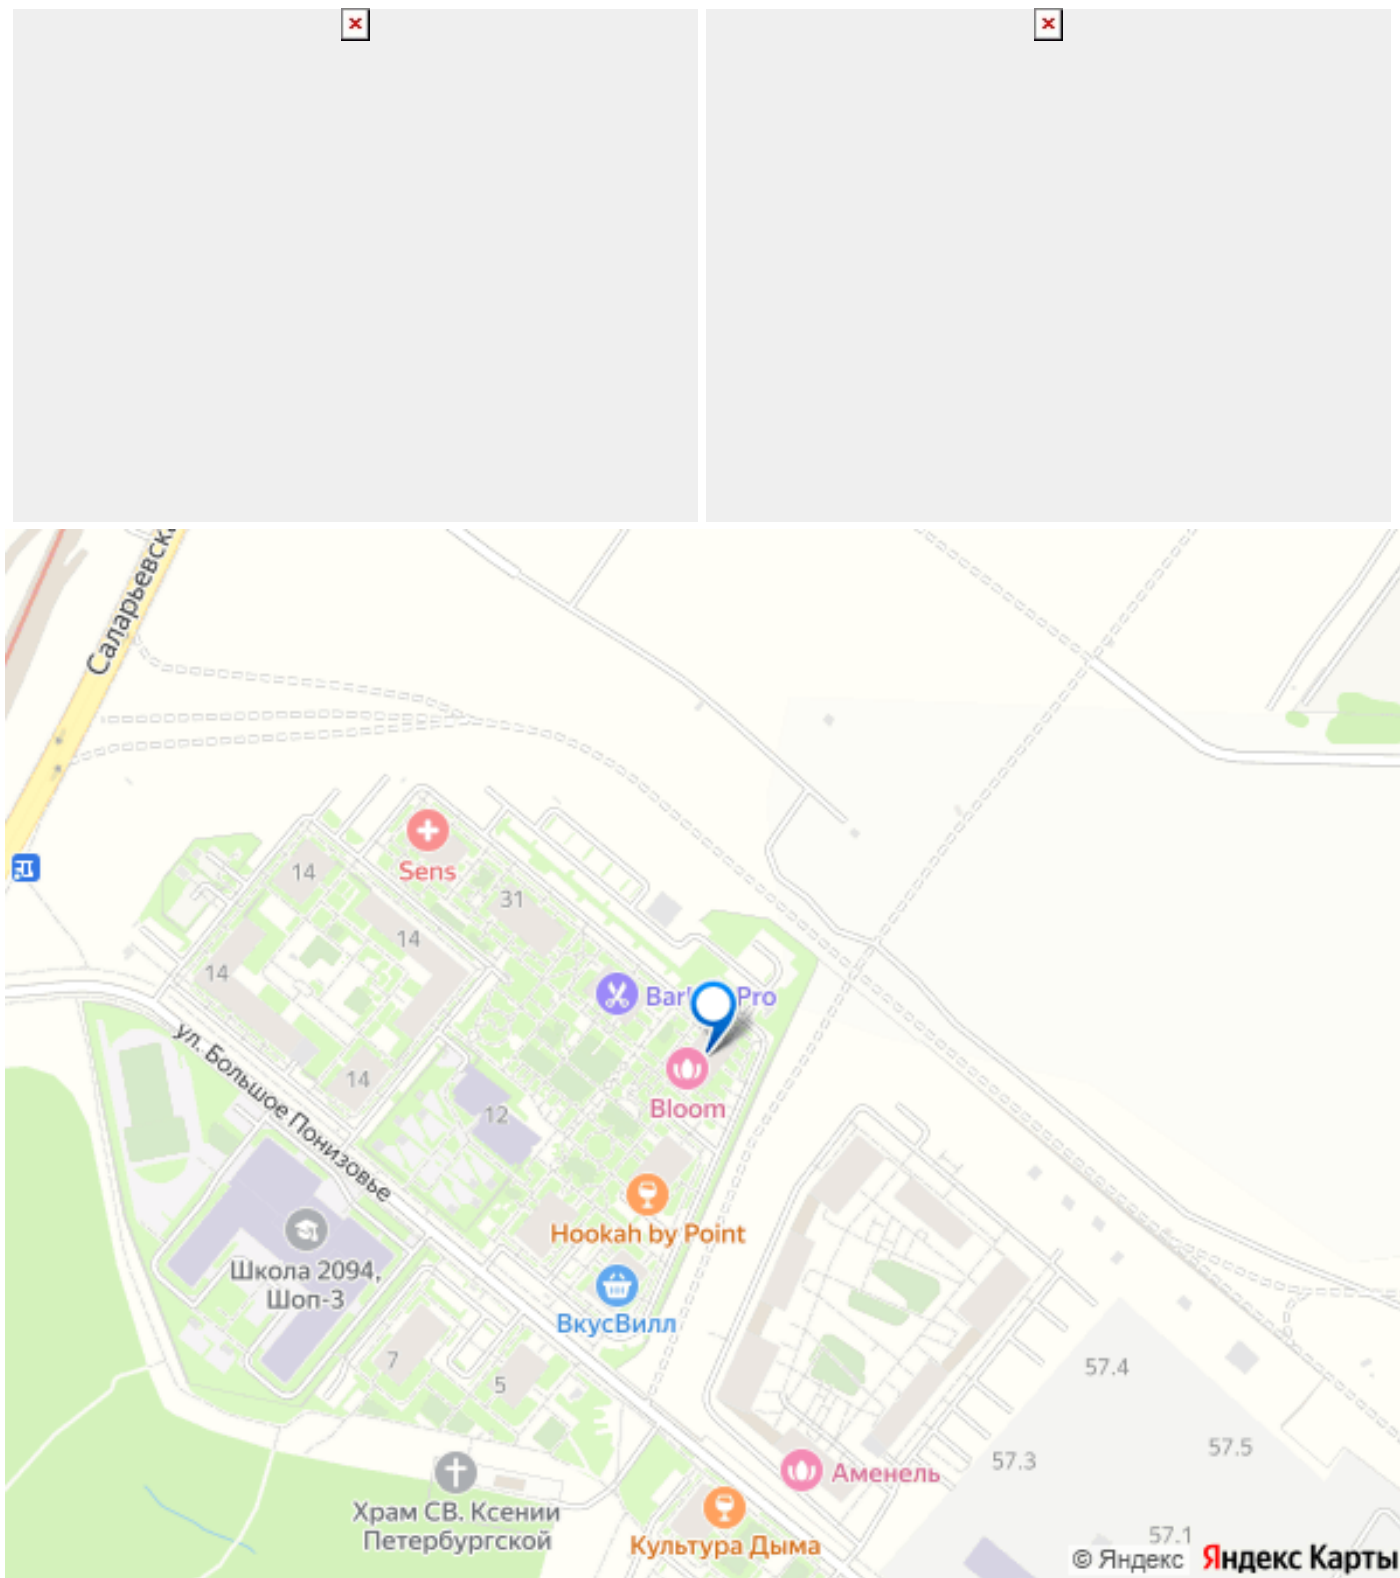 Саларьевска
Sens
14
31
14
14
Barb Pro
ул. Большое Понизовье
14
Bloom
12
Hookah by Point
Школа 2094,
Шоп-3
ВкусВилл
7
5
57.4
57.5
57.3
Аменель
Храм СВ. Ксении
Петербургской
Культура Дыма
57.1
© Яндекс
Яндекс Карты